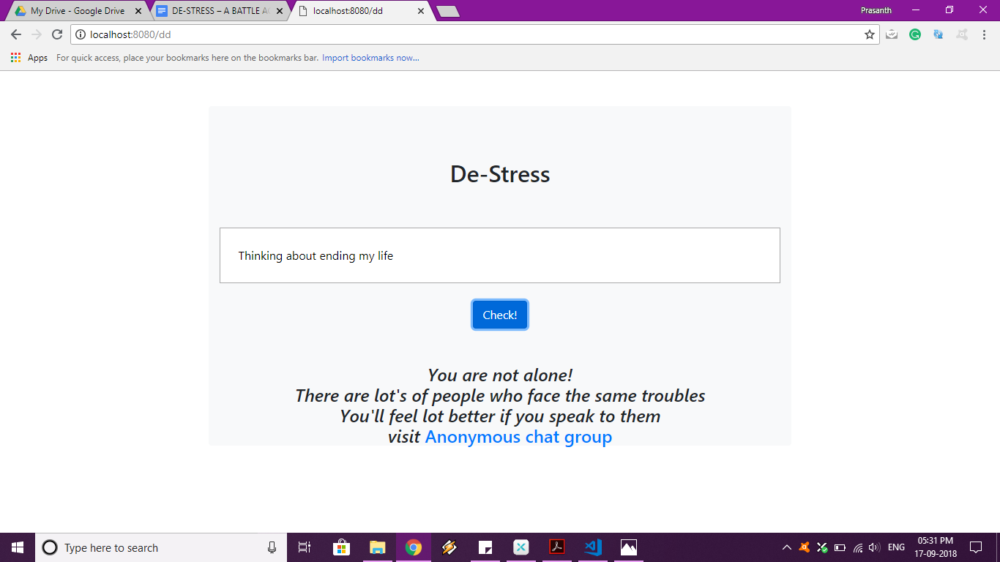 My Drive - Google Drive
DE-STRESS – A BATTLE AG
localhost:8080/dd
Prasanth
localhost:8080/dd
Apps For quick access, place your bookmarks here on the bookmarks bar. Import bookmarks now...
De-Stress
Thinking about ending my life
Check!
You are not alone!
There are lot's of people who face the same troubles
You'll feel lot better if you speak to them
visit Anonymous chat group
Type here to search
ENG
05:31 PM
17-09-2018